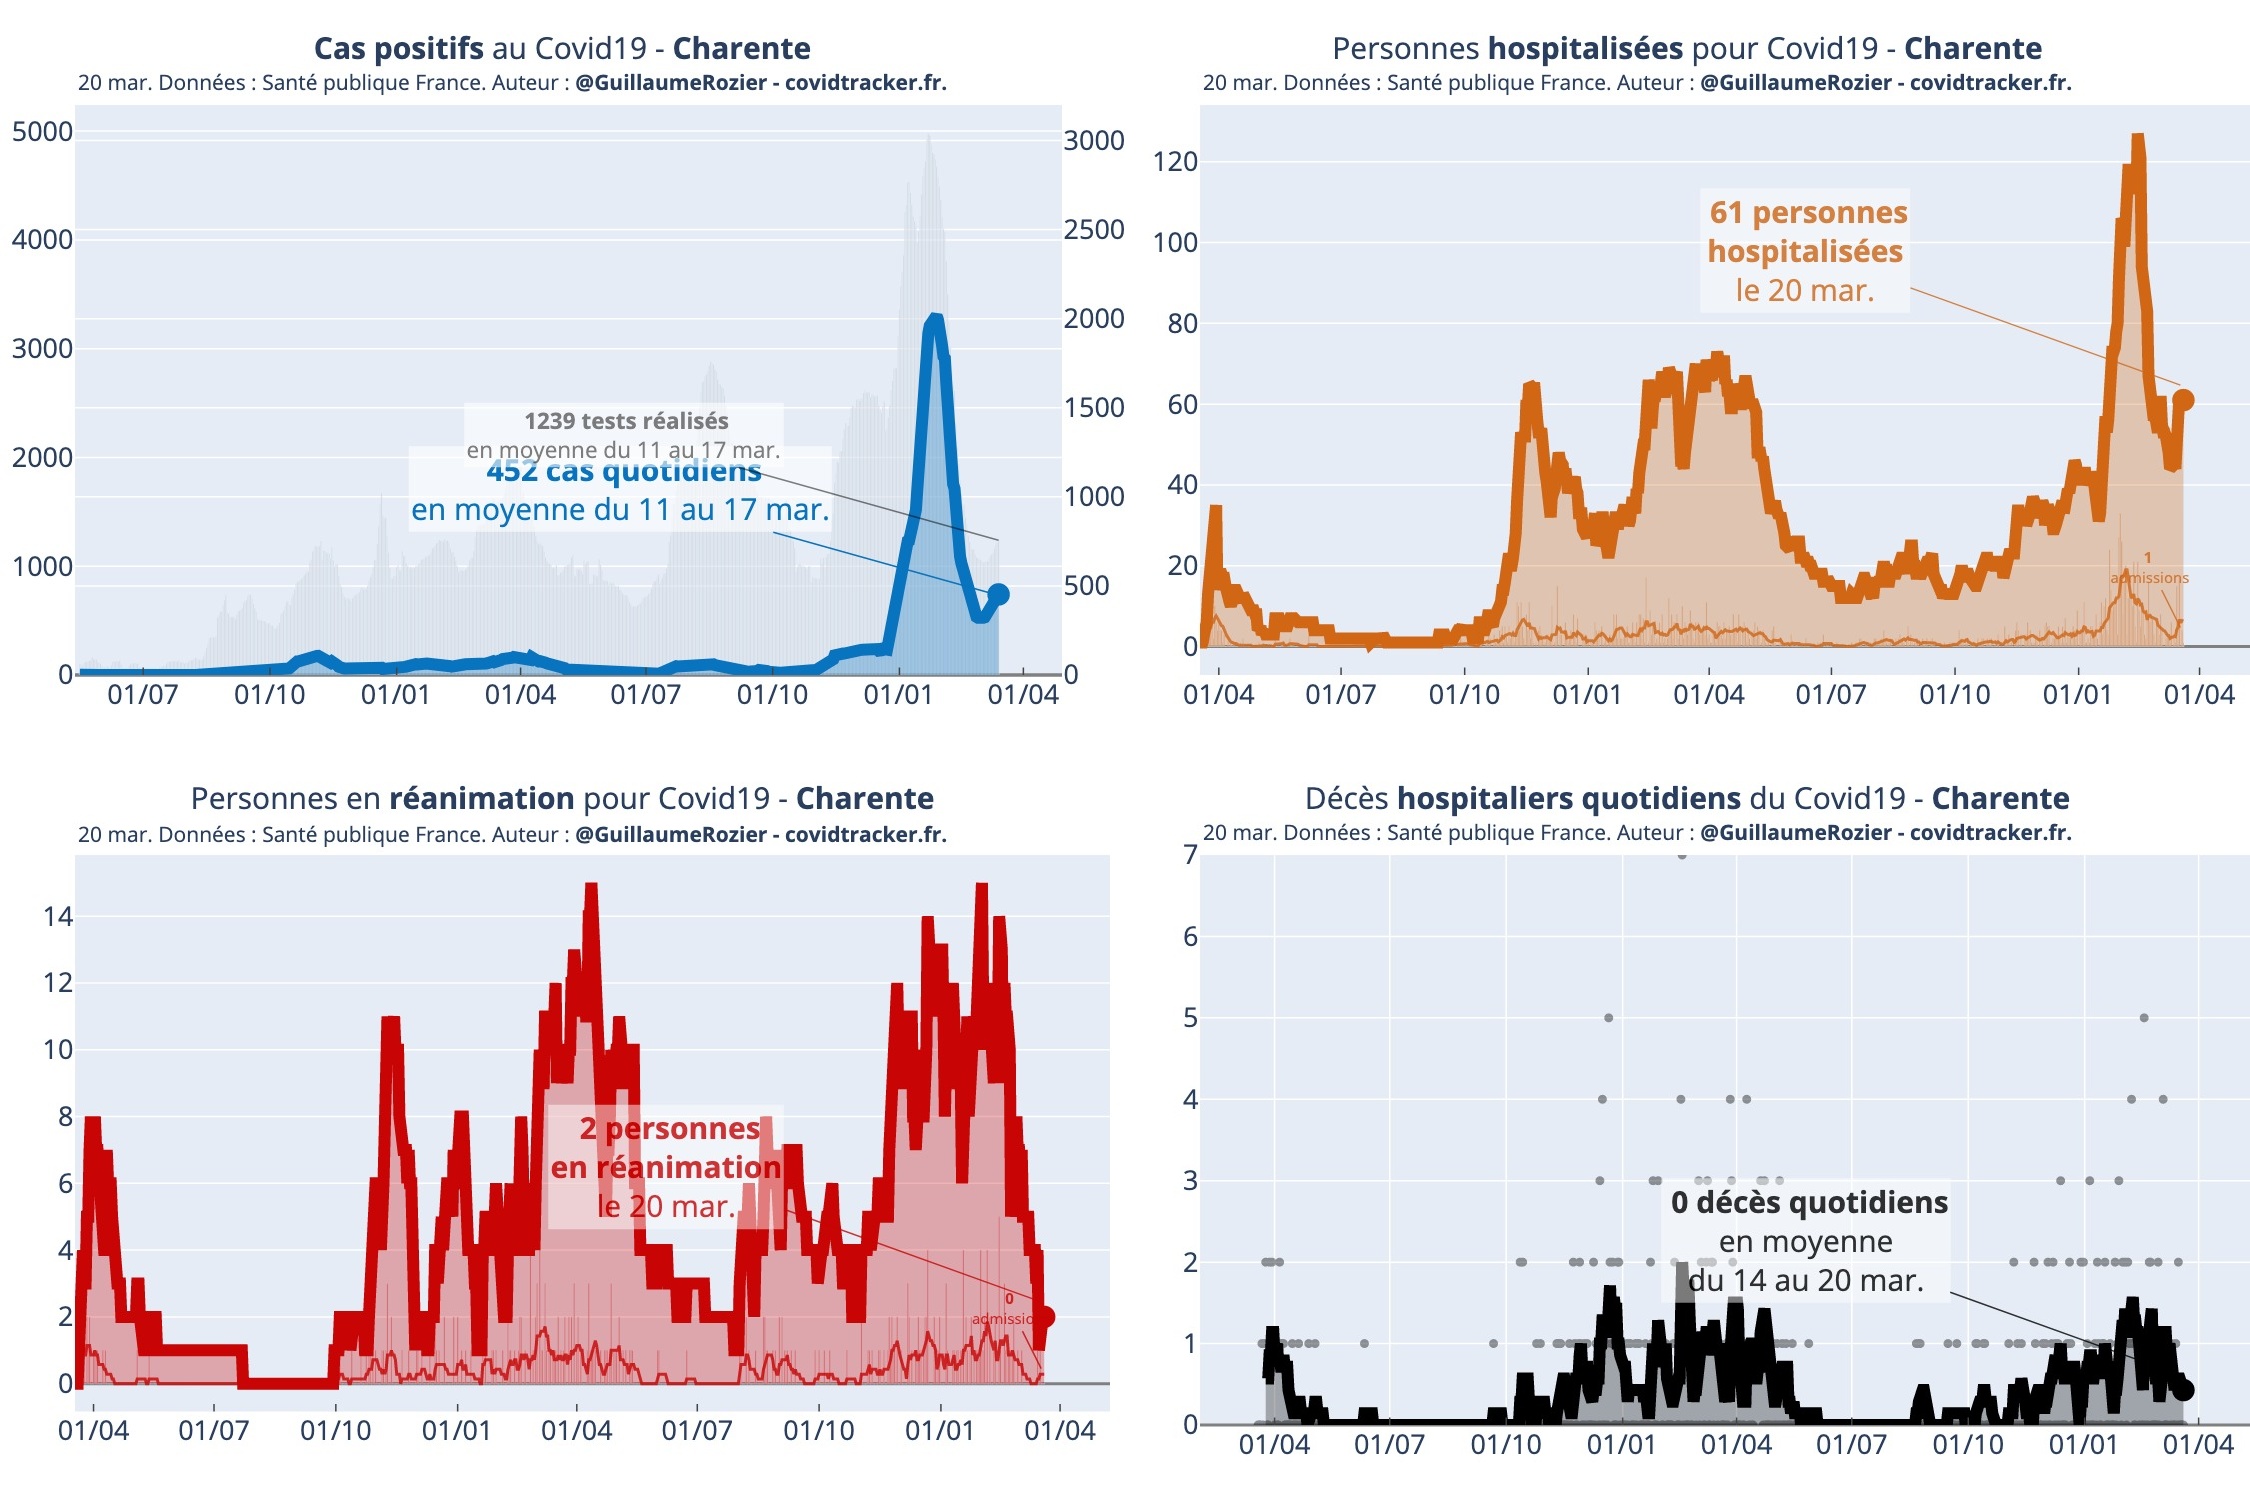 Cas positifs au Covid19 - Charente
20 mar. Données : Santé publique France. Auteur : @GuillaumeRozier - covidtracker.fr.
5000
4000
3000
2000
1000
0
3000
2500
2000
1500
1000
500
0
1239 tests réalisés
en moyenne du 11 au 17 mar.
452 cas quotidiens
en moyenne du 11 au 17 mar.
01/07 01/10 01/01 01/04 01/07 01/10 01/01 01/04
Personnes hospitalisées pour Covid19 - Charente
20 mar. Données : Santé publique France. Auteur : @GuillaumeRozier - covidtracker.fr.
120
100
80
60
40
20
0
61 personnes
hospitalisées
le 20 mar.
1
admissions
01/04 01/07 01/10 01/01 01/04 01/07 01/10 01/01 01/04
Personnes en réanimation pour Covid19 - Charente
20 mar. Données : Santé publique France. Auteur : @GuillaumeRozier - covidtracker.fr.
14
12
10
8
6
4
2
0
2 personnes
en réanimation
le 20 mar.
0
admissio
01/04 01/07 01/10 01/01 01/04 01/07 01/10 01/01 01/04
Décès hospitaliers quotidiens du Covid19 - Charente
20 mar. Données : Santé publique France. Auteur : @GuillaumeRozier - covidtracker.fr.
7
6
5
4
3
2
1
0
0 décès quotidiens
en moyenne
du 14 au 20 mar.
01/04 01/07 01/10 01/01 01/04 01/07 01/10 01/01 01/04